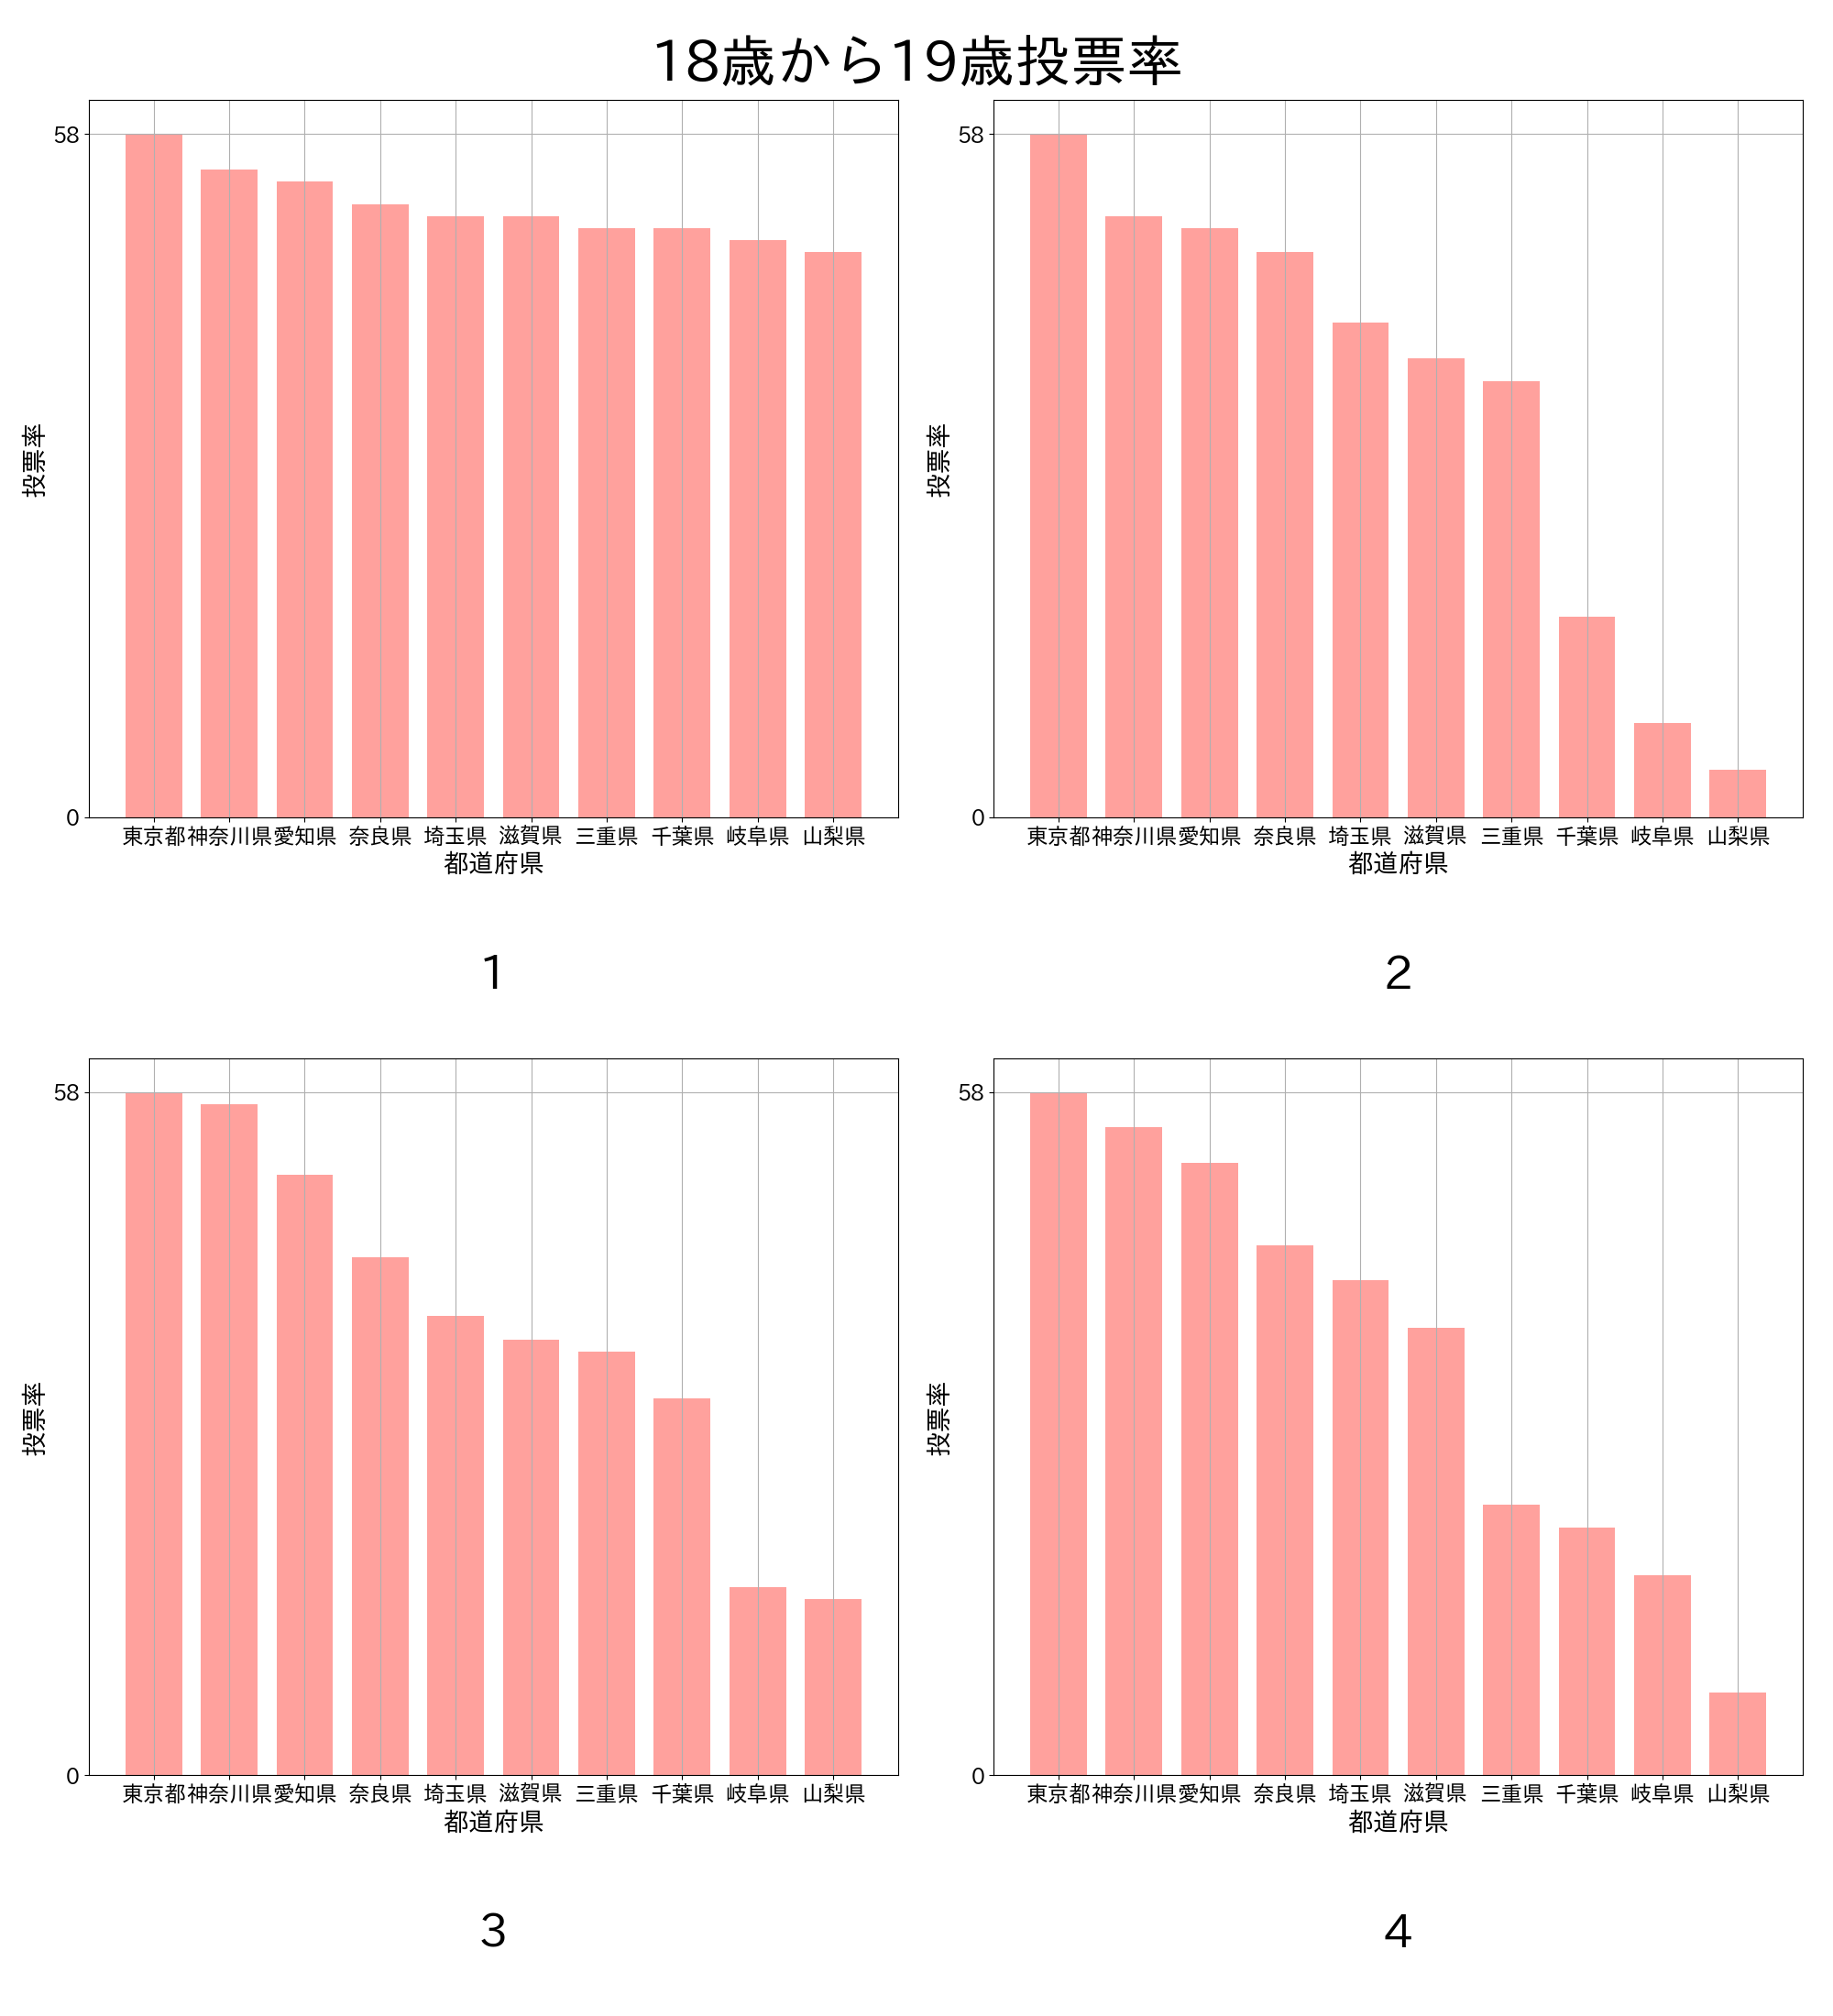 18歳から19歳投票率
58
0
投票率
東京都 神奈川県 愛知県 奈良県 埼玉県 滋賀県 三重県 千葉県 岐阜県 山梨県
都道府県
1
58
0
投票率
東京都 神奈川県 愛知県 奈良県 埼玉県 滋賀県 三重県 千葉県 岐阜県 山梨県
都道府県
2
58
0
投票率
東京都 神奈川県 愛知県 奈良県 埼玉県 滋賀県 三重県 千葉県 岐阜県 山梨県
都道府県
3
58
0
投票率
東京都 神奈川県 愛知県 奈良県 埼玉県 滋賀県 三重県 千葉県 岐阜県 山梨県
都道府県
4